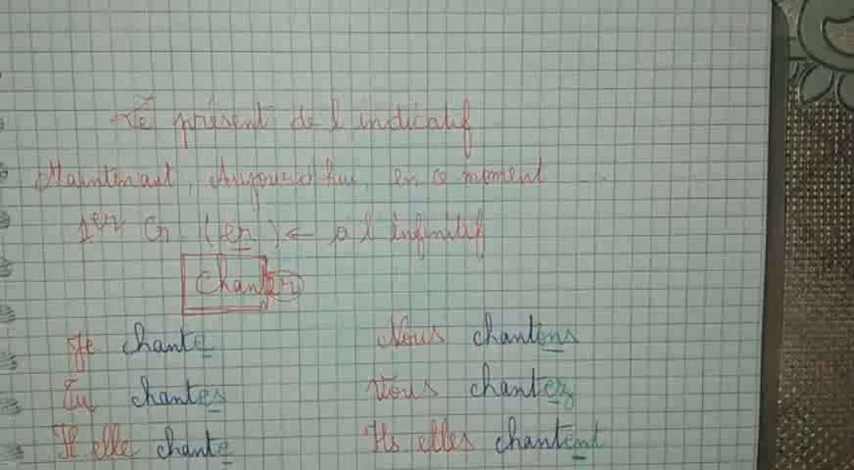 Le présent de l'indicatif
Maintenant, Aujourd'hui, en ce moment ....
1er Gr (er) ← à l'infinitif
Chanter
Je chante
Nous chantons
Tu chantes
Vous chantez
Il elle chante
Ils elles chantent